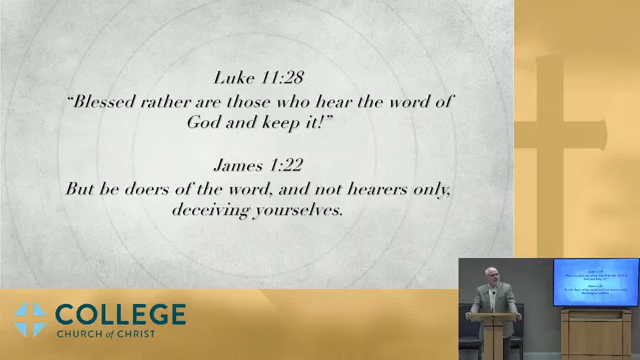 Luke 11:28
“Blessed rather are those who hear the word of
God and keep it!”
James 1:22
But be doers of the word, and not hearers only,
deceiving yourselves.
COLLEGE
CHURCH of CHRIST